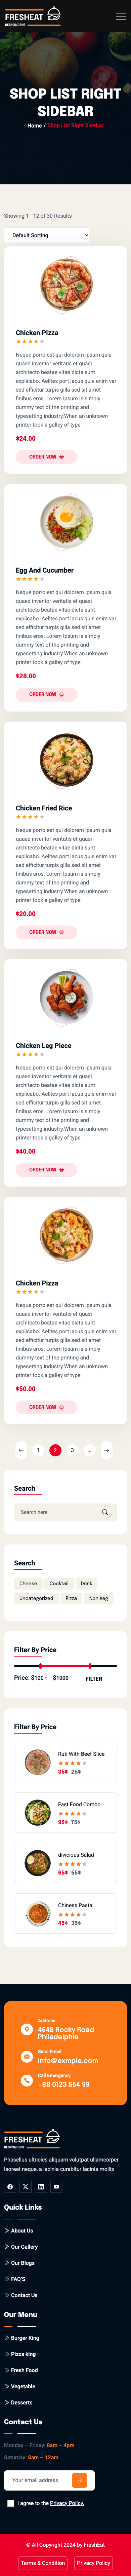 FRESHEAT
RESPONDENT
SHOP LIST RIGHT
SIDEBAR
Home / Shop List Right Sidebar
Showing 1 - 12 of 30 Results
Default Sorting
Chicken Pizza
Neque porro est qui dolorem ipsum quia
quaed inventor veritatis et quasi
architecto beatae vitae dicta sunt
explicabo. Aelltes port lacus quis enim var
sed efficitur turpis gilla sed sit amet
finibus eros. Lorem Ipsum is simply
dummy text of the printing and
typesetting industry.When an unknown
printer took a galley of type
$24.00
ORDER NOW
Egg And Cucumber
Neque porro est qui dolorem ipsum quia
quaed inventor veritatis et quasi
architecto beatae vitae dicta sunt
explicabo. Aelltes port lacus quis enim var
sed efficitur turpis gilla sed sit amet
finibus eros. Lorem Ipsum is simply
dummy text of the printing and
typesetting industry.When an unknown
printer took a galley of type
$28.00
ORDER NOW
Chicken Fried Rice
Neque porro est qui dolorem ipsum quia
quaed inventor veritatis et quasi
architecto beatae vitae dicta sunt
explicabo. Aelltes port lacus quis enim var
sed efficitur turpis gilla sed sit amet
finibus eros. Lorem Ipsum is simply
dummy text of the printing and
typesetting industry.When an unknown
printer took a galley of type
$20.00
ORDER NOW
Chicken Leg Piece
Neque porro est qui dolorem ipsum quia
quaed inventor veritatis et quasi
architecto beatae vitae dicta sunt
explicabo. Aelltes port lacus quis enim var
sed efficitur turpis gilla sed sit amet
finibus eros. Lorem Ipsum is simply
dummy text of the printing and
typesetting industry.When an unknown
printer took a galley of type
$40.00
ORDER NOW
Chicken Pizza
Neque porro est qui dolorem ipsum quia
quaed inventor veritatis et quasi
architecto beatae vitae dicta sunt
explicabo. Aelltes port lacus quis enim var
sed efficitur turpis gilla sed sit amet
finibus eros. Lorem Ipsum is simply
dummy text of the printing and
typesetting industry.When an unknown
printer took a galley of type
$50.00
ORDER NOW
1 2 3 ...
Search
Search here
Search
Cheese Cocktail Drink
Uncategorized Pizza Non Veg
Filter By Price
Price: $100 - $1000 FILTER
Filter By Price
Ruti With Beef Slice
35$ 25$
Fast Food Combo
95$ 75$
divicious Salad
65$ 55$
Chiness Pasta
45$ 35$
Address
4648 Rocky Road
Philadelphia
Send Email
info@exmple.com
Call Emergency
+88 0123 654 99
FRESHEAT
RESPONDENT
Phasellus ultricies aliquam volutpat ullamcorper
laoreet neque, a lacinia curabitur lacinia mollis
Quick Links
About Us
Our Gallery
Our Blogs
FAQ'S
Contact Us
Our Menu
Burger King
Pizza king
Fresh Food
Vegetable
Desserts
Contact Us
Monday – Friday: 8am – 4pm
Saturday: 8am – 12am
Your email address
I agree to the Privacy Policy.
© All Copyright 2024 by FreshEat
Terms & Condition Privacy Policy